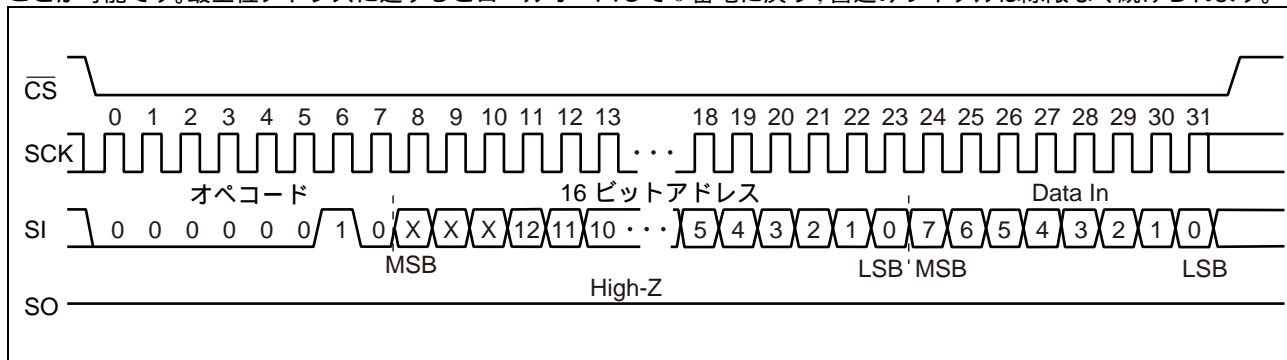 CS
0 1 2 3 4 5 6 7 8 9 10 11 12 13 18 19 20 21 22 23 24 25 26 27 28 29 30 31
SCK ···
オペコード 16 ビットアドレス Data In
SI 0 0 0 0 0 0 1 0 X X X 12 11 10 ··· 5 4 3 2 1 0 7 6 5 4 3 2 1 0
MSB LSB MSB LSB
High-Z
SO